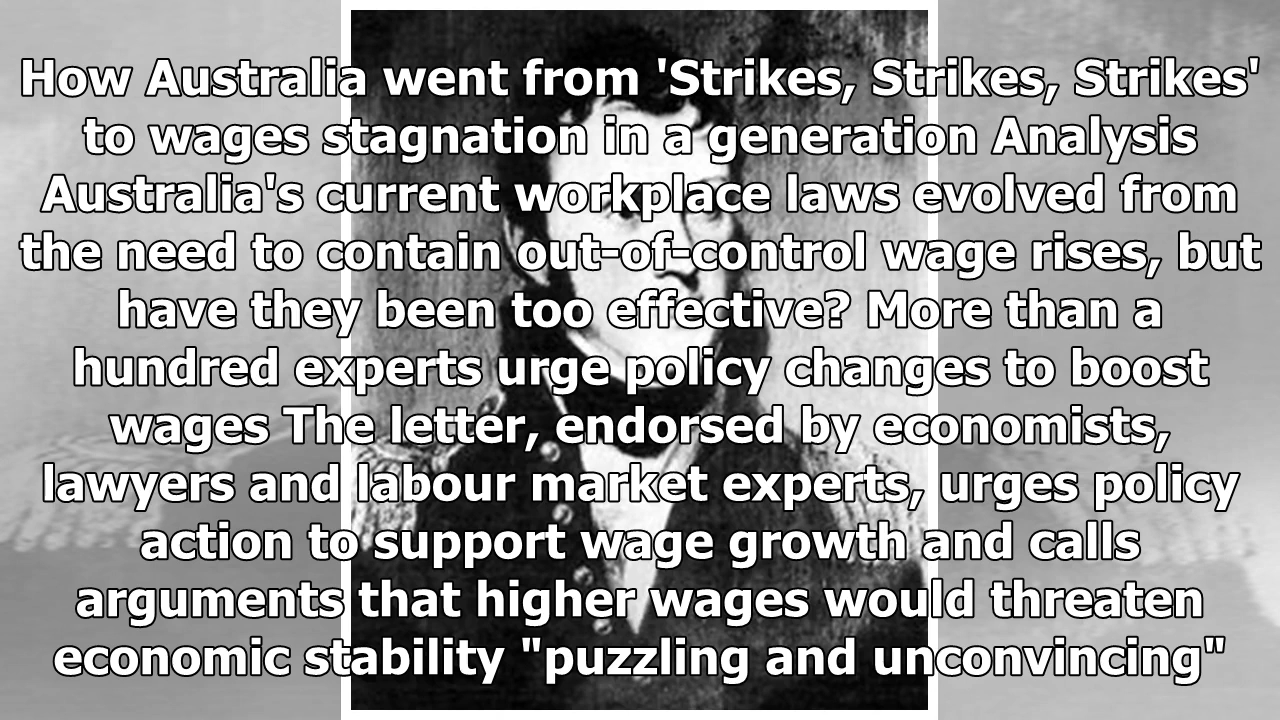 How Australia went from 'Strikes, Strikes, Strikes'
to wages stagnation in a generation Analysis
Australia's current workplace laws evolved from
the need to contain out-of-control wage rises, but
have they been too effective? More than a
hundred experts urge policy changes to boost
wages The letter, endorsed by economists,
lawyers and labour market experts, urges policy
action to support wage growth and calls
arguments that higher wages would threaten
economic stability "puzzling and unconvincing"